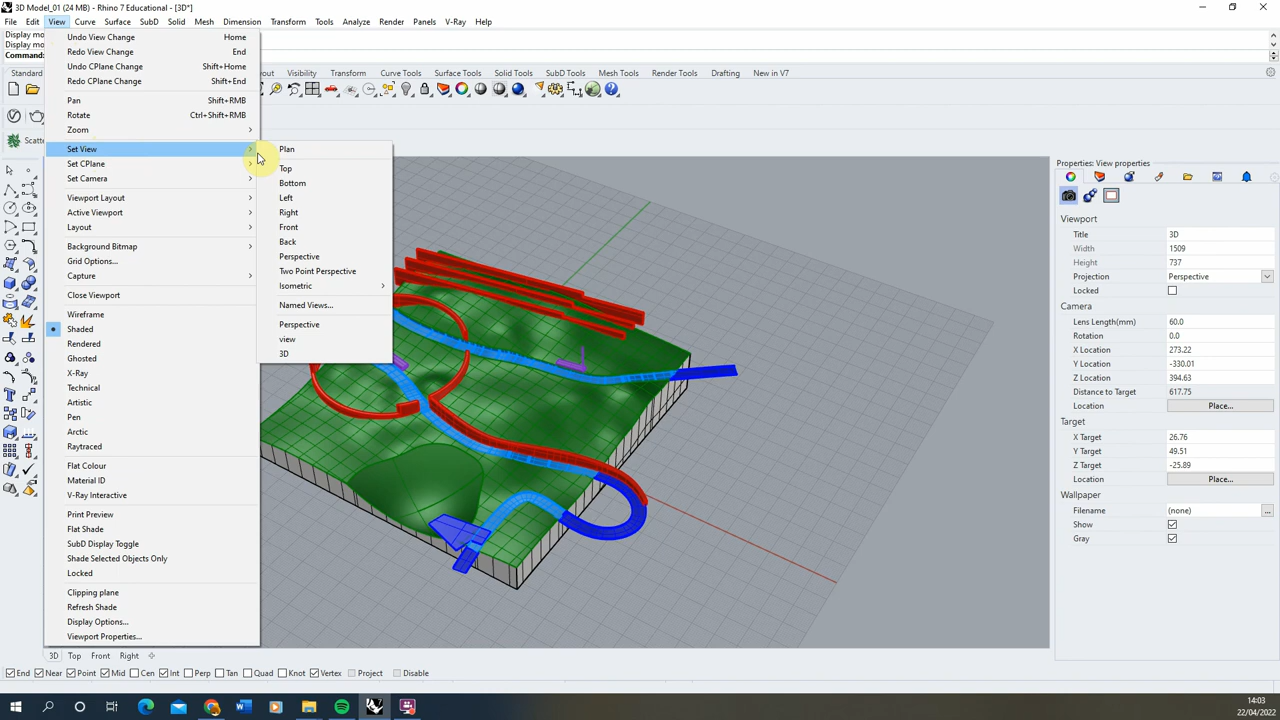 3D Model_01 (24 MB) - Rhino 7 Educational - [3D*]
File Edit View Curve Surface SubD Solid Mesh Dimension Transform Tools Analyze Render Panels V-Ray Help
Display mo
Display mo
Command:
Standard
yout Visibility Transform Curve Tools Surface Tools Solid Tools SubD Tools Mesh Tools Render Tools Drafting New in V7
Scatte
Undo View Change Home
Redo View Change End
Undo CPlane Change Shift+Home
Redo CPlane Change Shift+End
Pan Shift+RMB
Rotate Ctrl+Shift+RMB
Zoom
Set View
Set CPlane
Set Camera
Viewport Layout
Active Viewport
Layout
Background Bitmap
Grid Options...
Capture
Close Viewport
Wireframe
Shaded
Rendered
Ghosted
X-Ray
Technical
Artistic
Pen
Arctic
Raytraced
Flat Colour
Material ID
V-Ray Interactive
Print Preview
Flat Shade
SubD Display Toggle
Shade Selected Objects Only
Locked
Clipping plane
Refresh Shade
Display Options...
Viewport Properties...
Plan
Top
Bottom
Left
Right
Front
Back
Perspective
Two Point Perspective
Isometric
Named Views...
Perspective
view
3D
Properties: View properties
Viewport
Title 3D
Width 1509
Height 737
Projection Perspective
Locked
Camera
Lens Length(mm) 60.0
Rotation 0.0
X Location 273.22
Y Location -330.01
Z Location 394.63
Distance to Target 617.75
Location Place...
Target
X Target 26.76
Y Target 49.51
Z Target -25.89
Location Place...
Wallpaper
Filename (none) ...
Show
Gray
3D Top Front Right
End Near Point Mid Cen Int Perp Tan Quad Knot Vertex Project Disable
14:03
22/04/2022